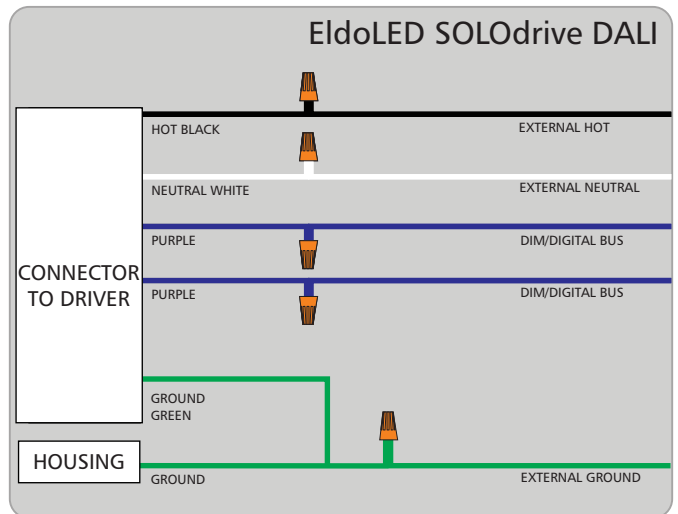 EldoLED SOLOdrive DALI
HOT BLACK
EXTERNAL HOT
NEUTRAL WHITE
EXTERNAL NEUTRAL
PURPLE
DIM/DIGITAL BUS
CONNECTOR
TO DRIVER
PURPLE
DIM/DIGITAL BUS
GROUND
GREEN
HOUSING
GROUND
EXTERNAL GROUND